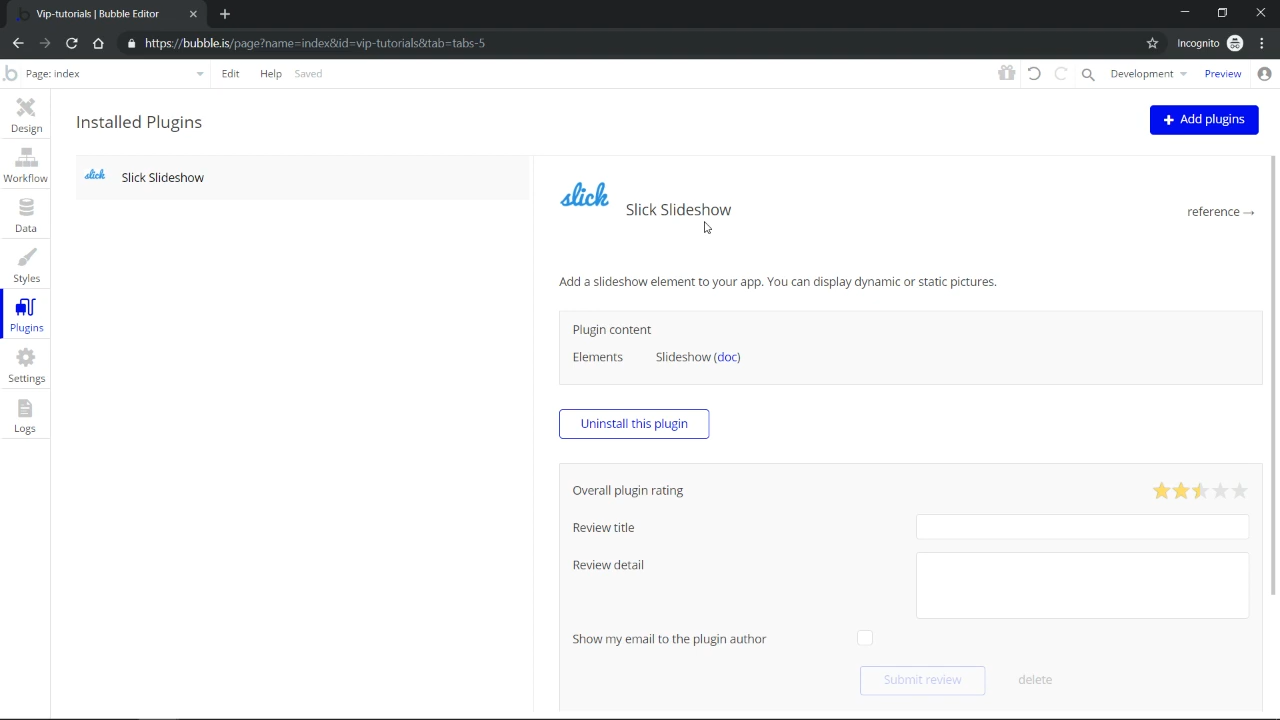 Vip-tutorials | Bubble Editor
https://bubble.is/page?name=index&id=vip-tutorials&tab=tabs-5
Incognito
Page: index
Edit
Help
Saved
Development
Preview
Design
Workflow
Data
Styles
Plugins
Settings
Logs
Installed Plugins
+ Add plugins
slick
Slick Slideshow
slick
Slick Slideshow
reference →
Add a slideshow element to your app. You can display dynamic or static pictures.
Plugin content
Elements Slideshow (doc)
Uninstall this plugin
Overall plugin rating
Review title
Review detail
Show my email to the plugin author
Submit review
delete